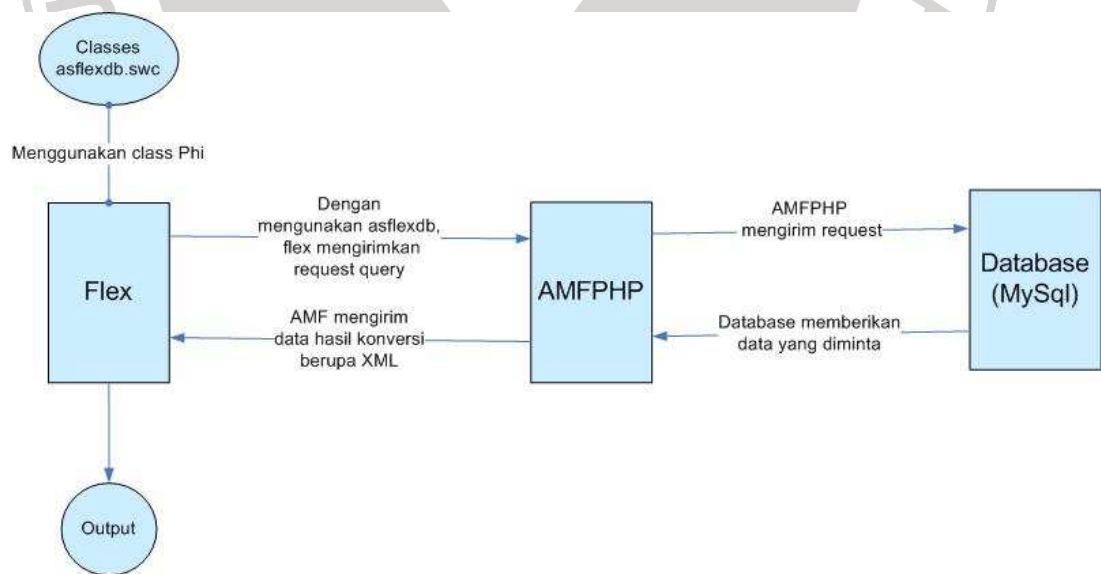 Classes
asflexdb.swc
Menggunakan class Phi
Flex
Dengan
mengunakan asflexdb,
flex mengirimkan
request query
AMF mengirim
data hasil konversi
berupa XML
AMFPHP
AMFPHP
mengirim request
Database memberikan
data yang diminta
Database
(MySql)
Output